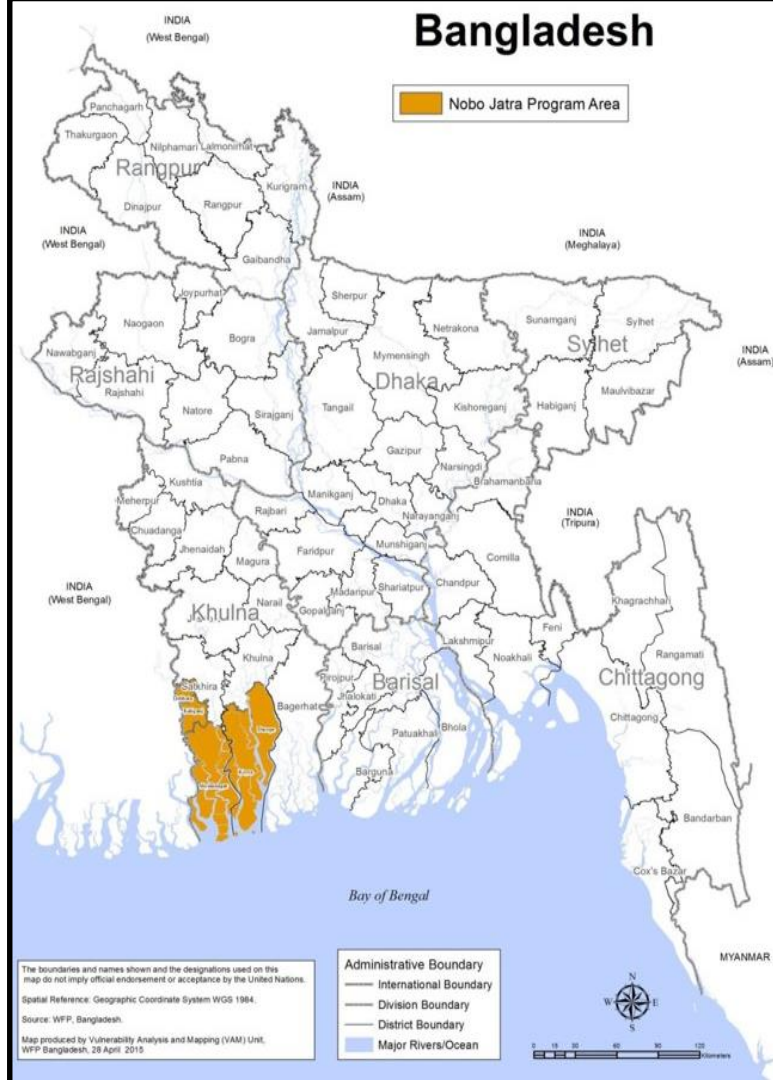 Bangladesh
Nobo Jatra Program Area
INDIA
(West Bengal)
Panchagarh
Thakurgaon
Nilphamari
Lalmonirhat
Rangpur
Kurigram
INDIA
(Assam)
Dinajpur
Rangpur
INDIA
(West Bengal)
INDIA
(Meghalaya)
Gaibandha
Joypurhat
Sherpur
Naogaon
Bogra
Jamalpur
Netrakona
Sunamganj
Sylhet
Sylhet
Nawabganj
Rajshahi
Rajshahi
Mymensingh
Dhaka
INDIA
(Assam)
Natore
Sirajganj
Tangail
Kishoreganj
Habiganj
Maulvibazar
Pabna
Gazipur
Narsingdi
Kushtia
Meherpur
Manikganj
Dhaka
Narayanganj
Rajbari
Chuadanga
INDIA
(Tripura)
Jhenaidah
Magura
Faridpur
Munshiganj
Comilla
INDIA
(West Bengal)
Madaripur
Shariatpur
Chandpur
Khulna
Narail
Gopalganj
Khagrachhari
Feni
Lakshmipur
Noakhali
Rangamati
Khulna
Barisal
Satkhira
Pirojpur
Barisal
Chittagong
Jhalokati
Bagerhat
Patuakhali
Bhola
Chittagong
Barguna
Bandarban
Cox's Bazar
Bay of Bengal
MYANMAR
The boundaries and names shown and the designations used on this
map do not imply official endorsement or acceptance by the United Nations.
Spatial Reference: Geographic Coordinate System WGS 1984.
Source: WFP, Bangladesh.
Map produced by Vulnerability Analysis and Mapping (VAM) Unit,
WFP Bangladesh, 28 April 2015
Administrative Boundary
International Boundary
Division Boundary
District Boundary
Major Rivers/Ocean
N
W E
S
0 15 30 60 90 120
Kilometers